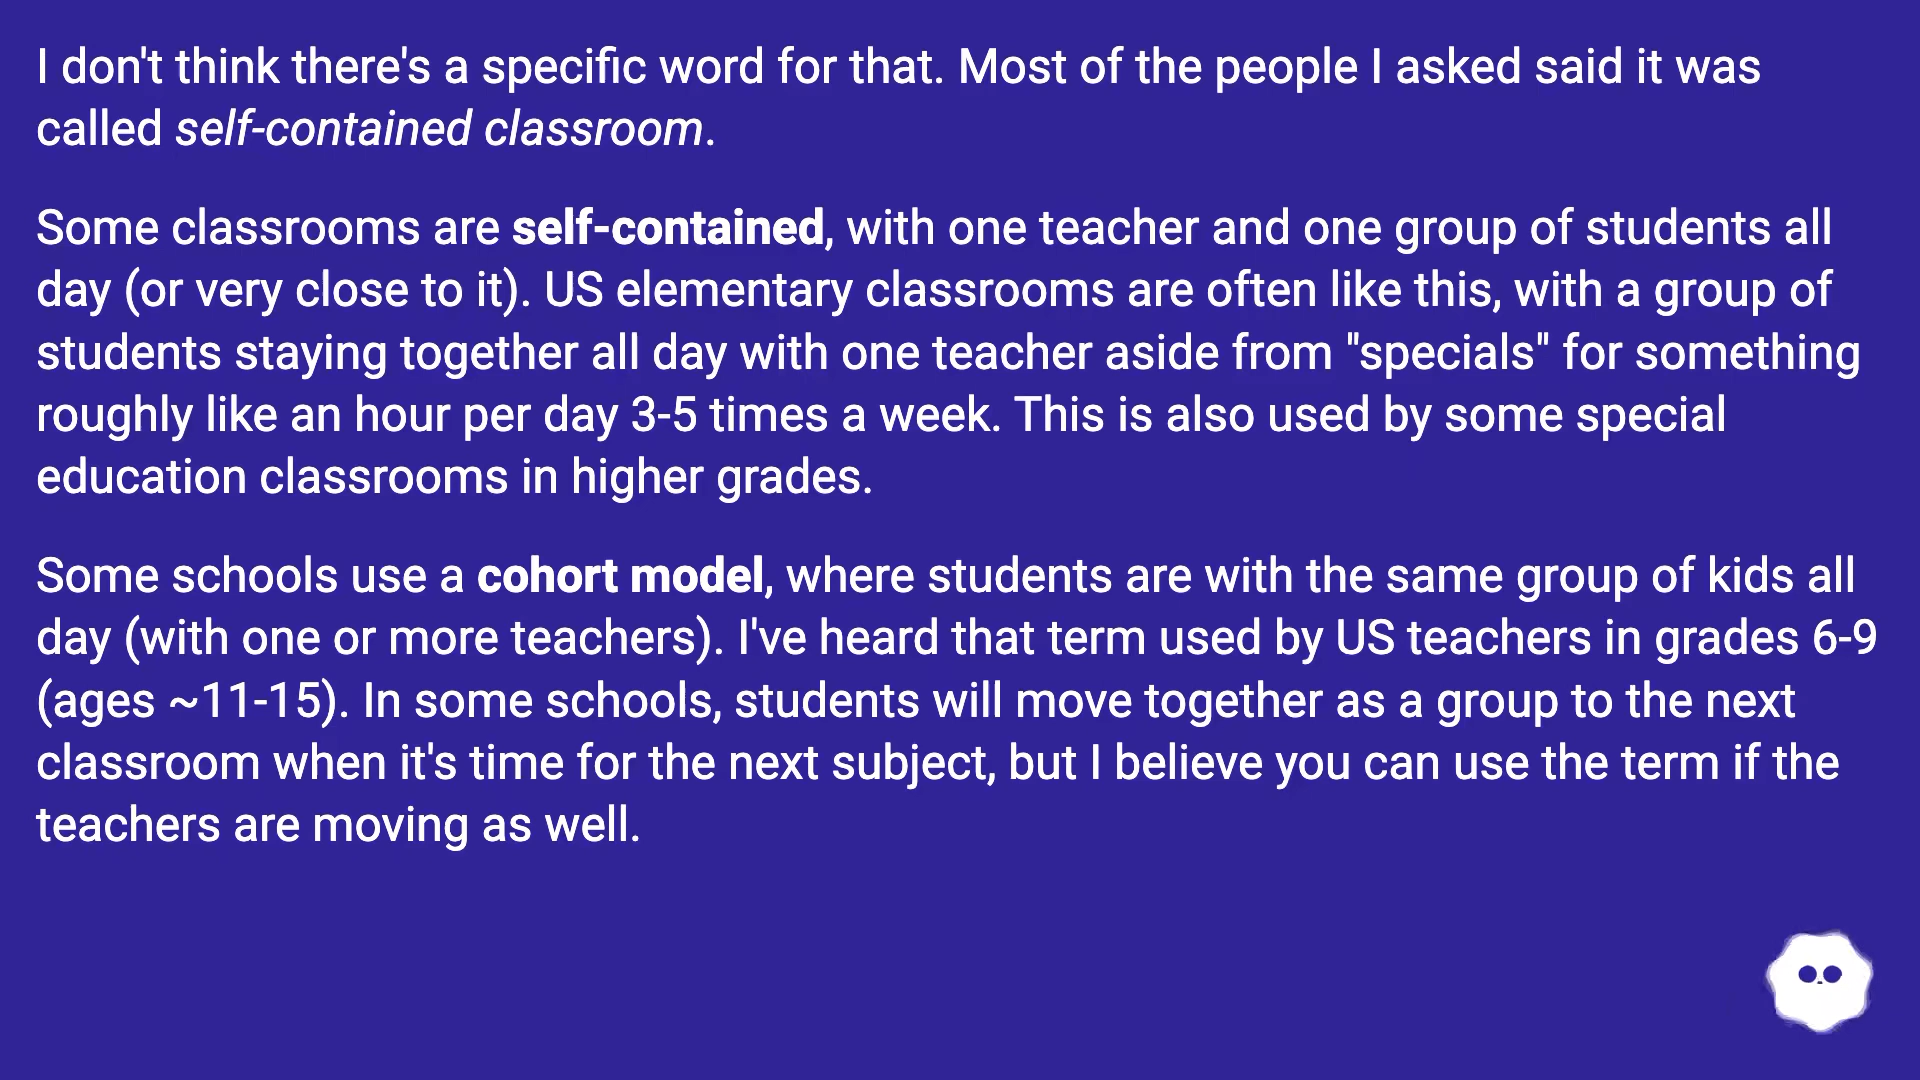 I don't think there's a specific word for that. Most of the people I asked said it was
called self-contained classroom.
Some classrooms are self-contained, with one teacher and one group of students all
day (or very close to it). US elementary classrooms are often like this, with a group of
students staying together all day with one teacher aside from "specials" for something
roughly like an hour per day 3-5 times a week. This is also used by some special
education classrooms in higher grades.
Some schools use a cohort model, where students are with the same group of kids all
day (with one or more teachers). I've heard that term used by US teachers in grades 6-9
(ages ~11-15). In some schools, students will move together as a group to the next
classroom when it's time for the next subject, but I believe you can use the term if the
teachers are moving as well.